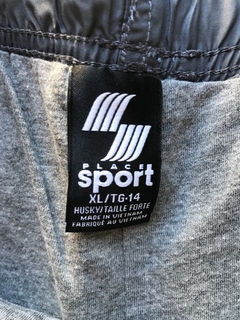 PLACE
sport
XL/TG-14
HUSKY/TAILLE FORTE
MADE IN VIETNAM
FABRIQUÉ AU VIETNAM